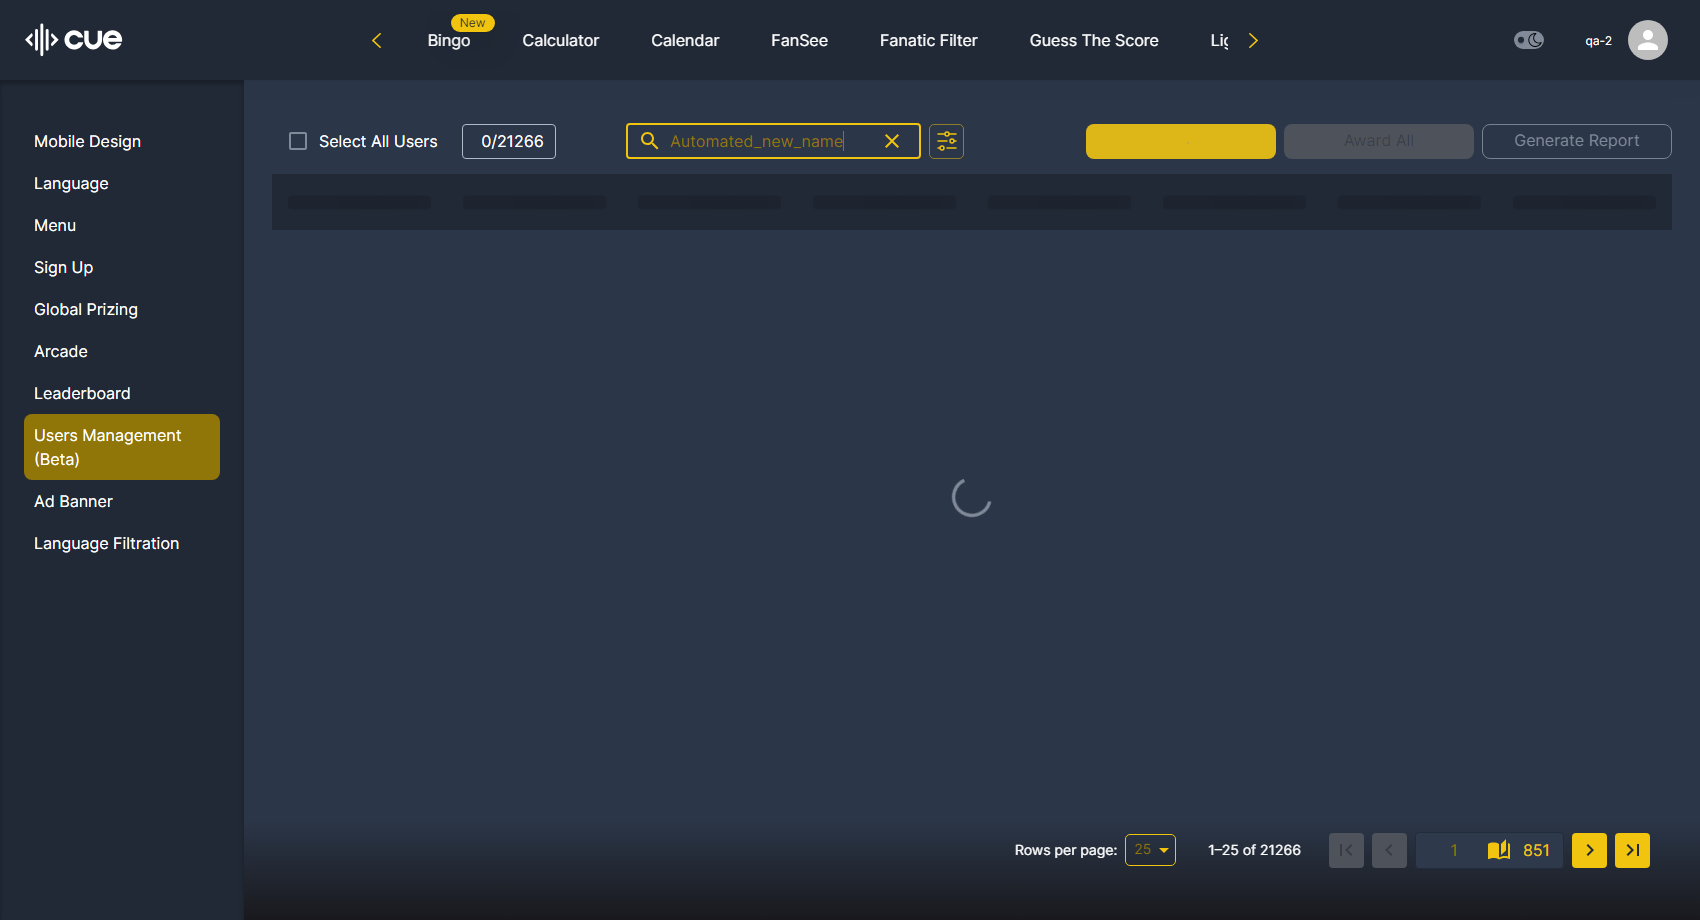 cue
New
Bingo
Calculator
Calendar
FanSee
Fanatic Filter
Guess The Score
Lig
qa-2
Mobile Design
Language
Menu
Sign Up
Global Prizing
Arcade
Leaderboard
Users Management
(Beta)
Ad Banner
Language Filtration
Select All Users
0/21266
Automated_new_name
Award All
Generate Report
Rows per page:
25
1–25 of 21266
1
851